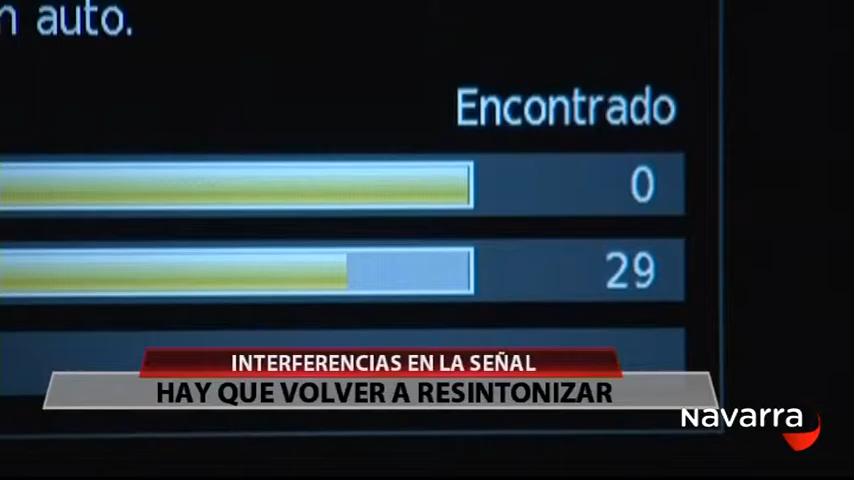 n auto.
Encontrado
0
29
INTERFERENCIAS EN LA SEÑAL
HAY QUE VOLVER A RESINTONIZAR
Navarra